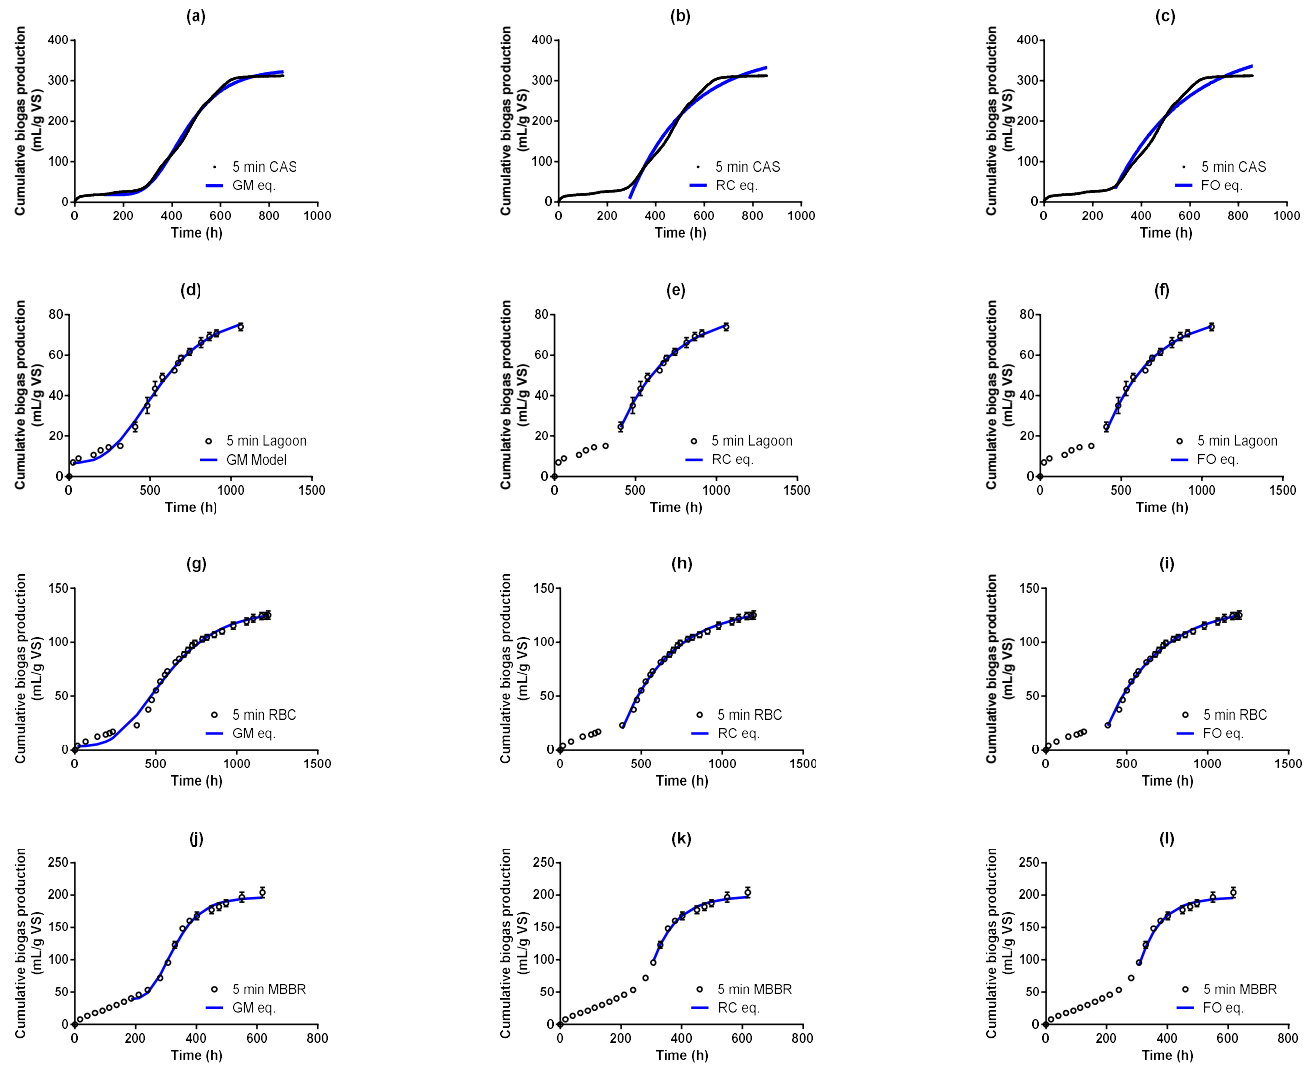 (a)
Cumulative biogas production
(mL/g VS)
400
300
200
100
0
5 min CAS
GM eq.
0 200 400 600 800 1000
Time (h)
(b)
Cumulative biogas production
(mL/g VS)
400
300
200
100
0
5 min CAS
RC eq.
0 200 400 600 800 1000
Time (h)
(c)
Cumulative biogas production
(mL/g VS)
400
300
200
100
0
5 min CAS
FO eq.
0 200 400 600 800 1000
Time (h)
(d)
Cumulative biogas production
(mL/g VS)
80
60
40
20
0
5 min Lagoon
GM Model
0 500 1000 1500
Time (h)
(e)
Cumulative biogas production
(mL/g VS)
80
60
40
20
0
5 min Lagoon
RC eq.
0 500 1000 1500
Time (h)
(f)
Cumulative biogas production
(mL/g VS)
80
60
40
20
0
5 min Lagoon
FO eq.
0 500 1000 1500
Time (h)
(g)
Cumulative biogas production
(mL/g VS)
150
100
50
0
5 min RBC
GM eq.
0 500 1000 1500
Time (h)
(h)
Cumulative biogas production
(mL/g VS)
150
100
50
0
5 min RBC
RC eq.
0 500 1000 1500
Time (h)
(i)
Cumulative biogas production
(mL/g VS)
150
100
50
0
5 min RBC
FO eq.
0 500 1000 1500
Time (h)
(j)
Cumulative biogas production
(mL/g VS)
250
200
150
100
50
0
5 min MBBR
GM eq.
0 200 400 600 800
Time (h)
(k)
Cumulative biogas production
(mL/g VS)
250
200
150
100
50
0
5 min MBBR
RC eq.
0 200 400 600 800
Time (h)
(l)
Cumulative biogas production
(mL/g VS)
250
200
150
100
50
0
5 min MBBR
FO eq.
0 200 400 600 800
Time (h)